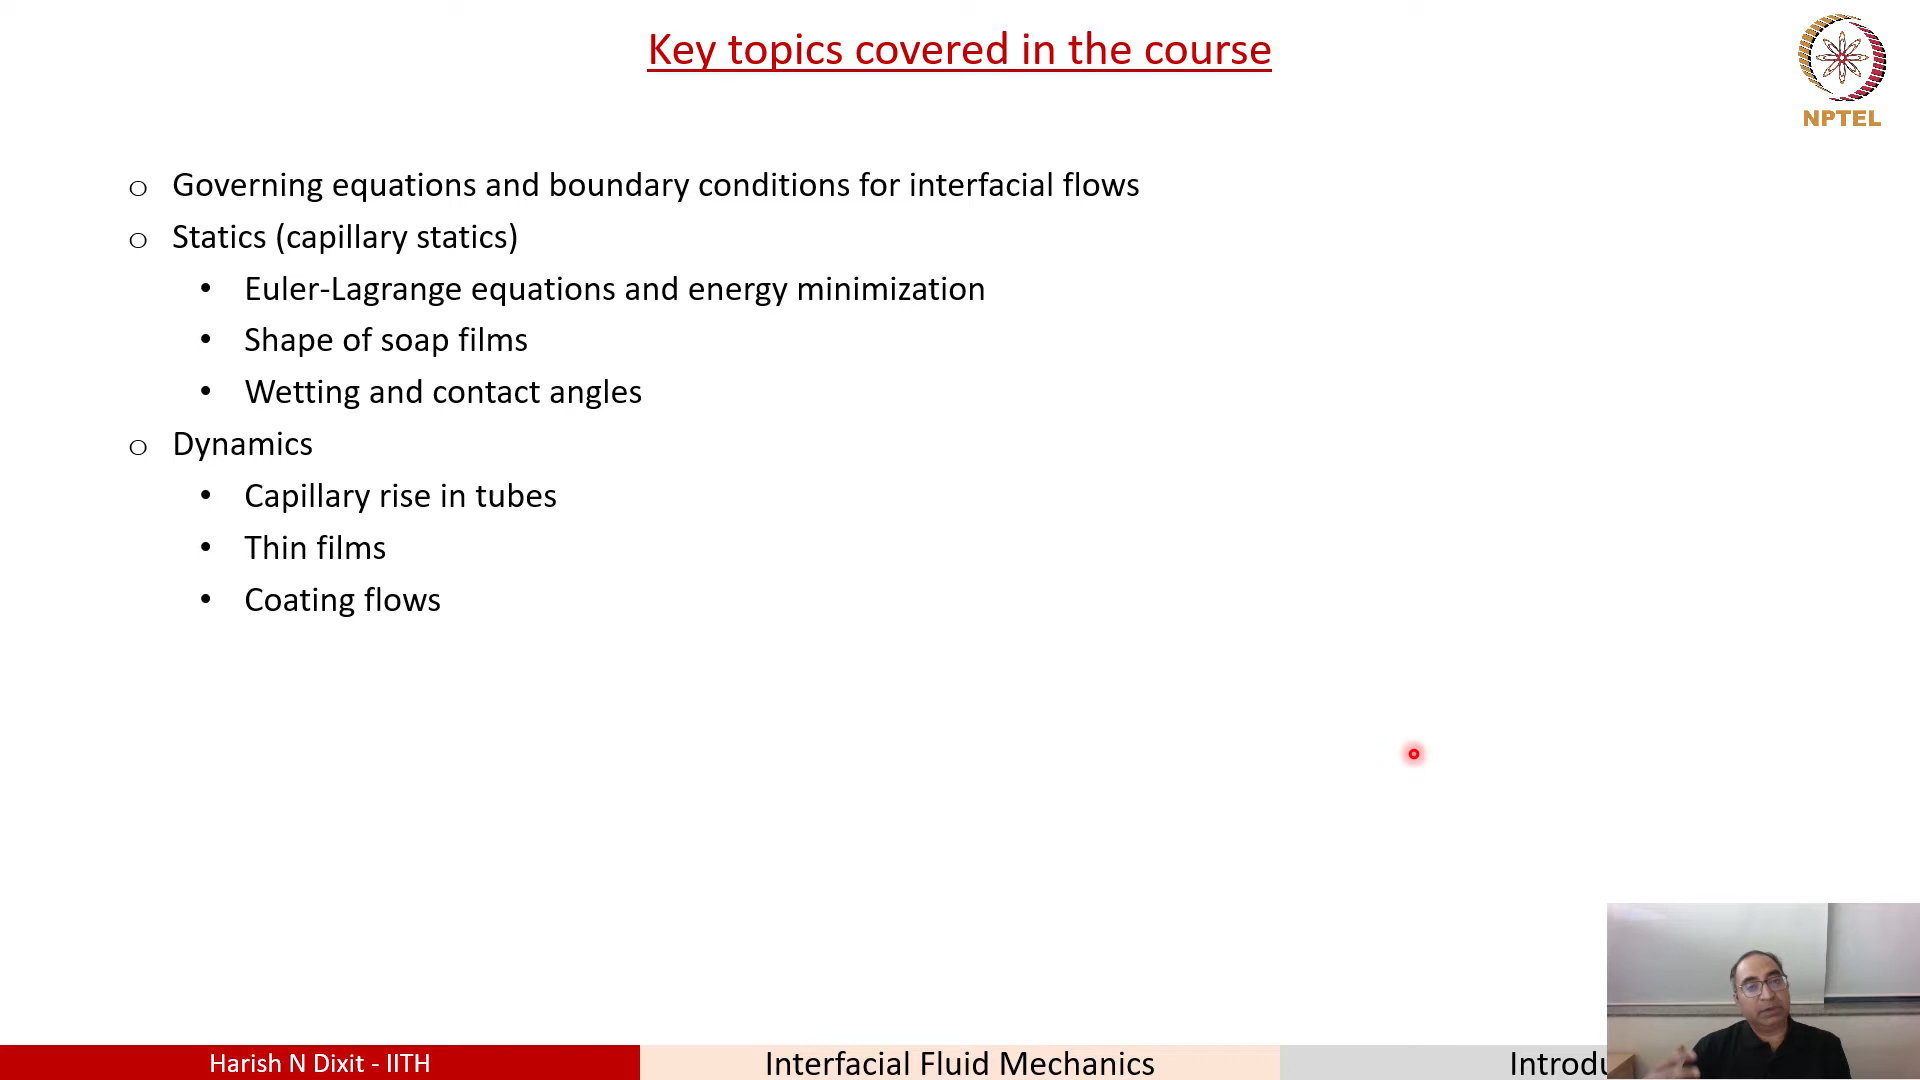 Key topics covered in the course
NPTEL
Governing equations and boundary conditions for interfacial flows
Statics (capillary statics)
Euler-Lagrange equations and energy minimization
Shape of soap films
Wetting and contact angles
Dynamics
Capillary rise in tubes
Thin films
Coating flows
Harish N Dixit - IITH
Interfacial Fluid Mechanics
Introdu